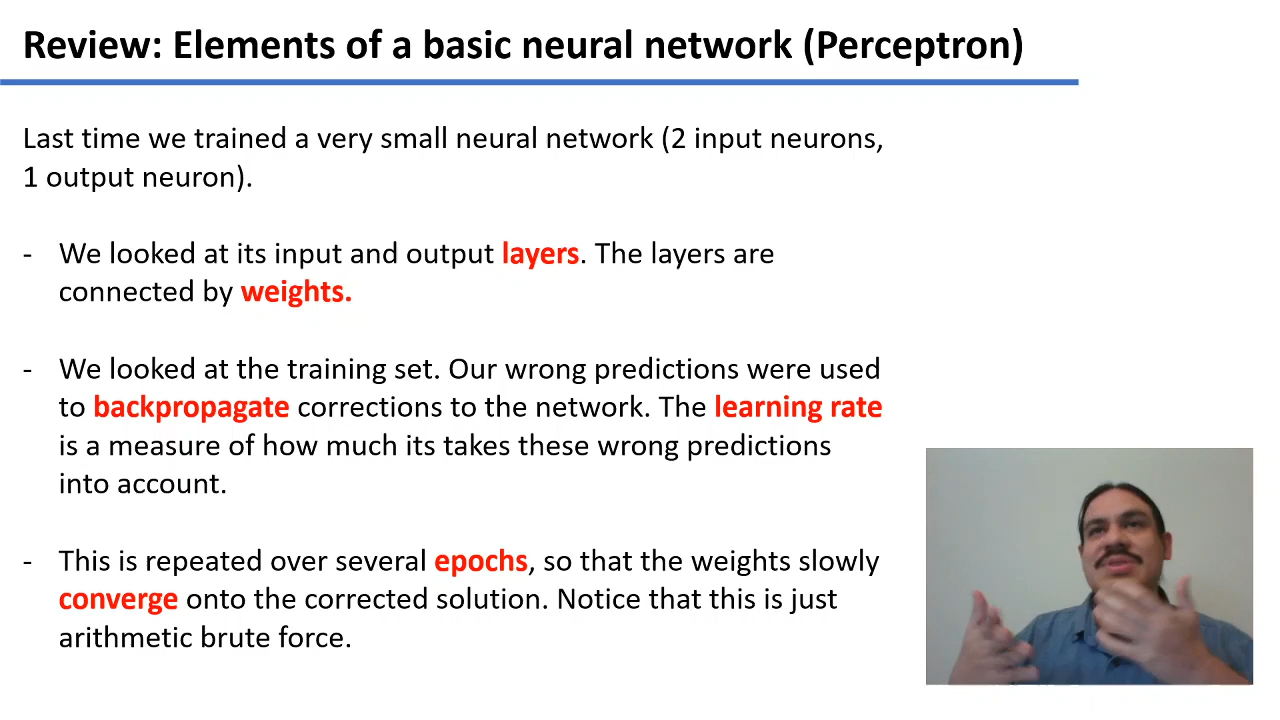 Review: Elements of a basic neural network (Perceptron)
Last time we trained a very small neural network (2 input neurons,
1 output neuron).
- We looked at its input and output layers. The layers are
connected by weights.
- We looked at the training set. Our wrong predictions were used
to backpropagate corrections to the network. The learning rate
is a measure of how much its takes these wrong predictions
into account.
- This is repeated over several epochs, so that the weights slowly
converge onto the corrected solution. Notice that this is just
arithmetic brute force.